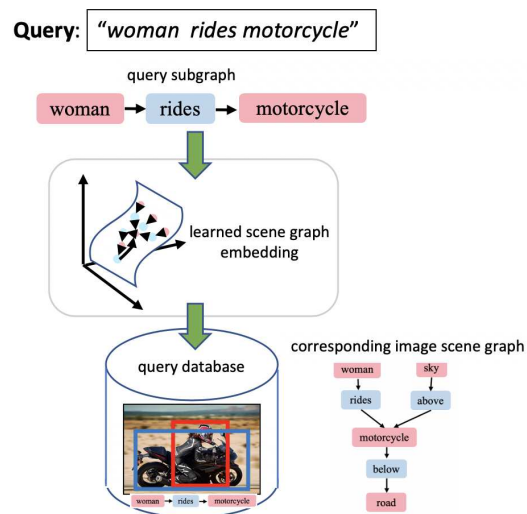 Query: "woman rides motorcycle"
query subgraph
woman rides motorcycle
learned scene graph
embedding
query database
woman rides motorcycle
corresponding image scene graph
woman sky
rides above
motorcycle
below
road